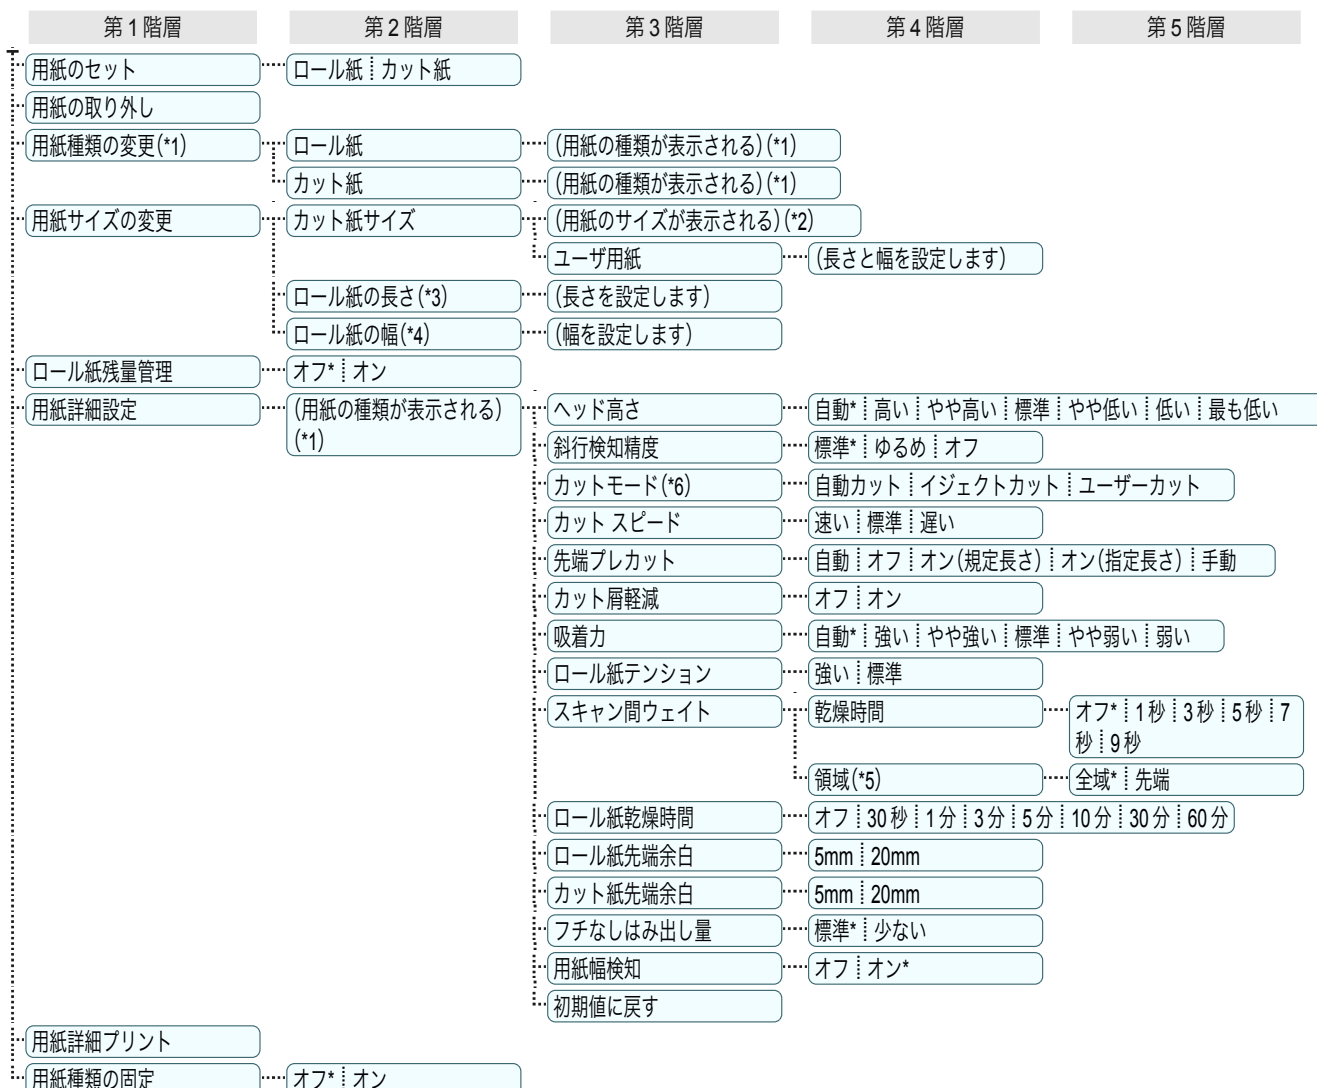 第1階層 第2階層 第3階層 第4階層 第5階層
用紙のセット ロール紙┊カット紙
用紙の取り外し
用紙種類の変更(*1) ロール紙 (用紙の種類が表示される)(*1)
カット紙 (用紙の種類が表示される)(*1)
用紙サイズの変更 カット紙サイズ (用紙のサイズが表示される)(*2)
ユーザ用紙 (長さと幅を設定します)
ロール紙の長さ(*3) (長さを設定します)
ロール紙の幅(*4) (幅を設定します)
ロール紙残量管理 オフ*┊オン
用紙詳細設定 (用紙の種類が表示される) ヘッド高さ 自動*┊高い┊やや高い┊標準┊やや低い┊低い┊最も低い
(*1) 斜行検知精度 標準*┊ゆるめ┊オフ
カットモード(*6) 自動カット┊イジェクトカット┊ユーザーカット
カット スピード 速い┊標準┊遅い
先端プレカット 自動┊オフ┊オン(規定長さ)┊オン(指定長さ)┊手動
カット屑軽減 オフ┊オン
吸着力 自動*┊強い┊やや強い┊標準┊やや弱い┊弱い
ロール紙テンション 強い┊標準
スキャン間ウェイト 乾燥時間 オフ*┊1秒┊3秒┊5秒┊7
秒┊9秒
領域(*5) 全域*┊先端
ロール紙乾燥時間 オフ┊30秒┊1分┊3分┊5分┊10分┊30分┊60分
ロール紙先端余白 5mm┊20mm
カット紙先端余白 5mm┊20mm
フチなしはみ出し量 標準*┊少ない
用紙幅検知 オフ┊オン*
初期値に戻す
用紙詳細プリント
用紙種類の固定 オフ*┊オン